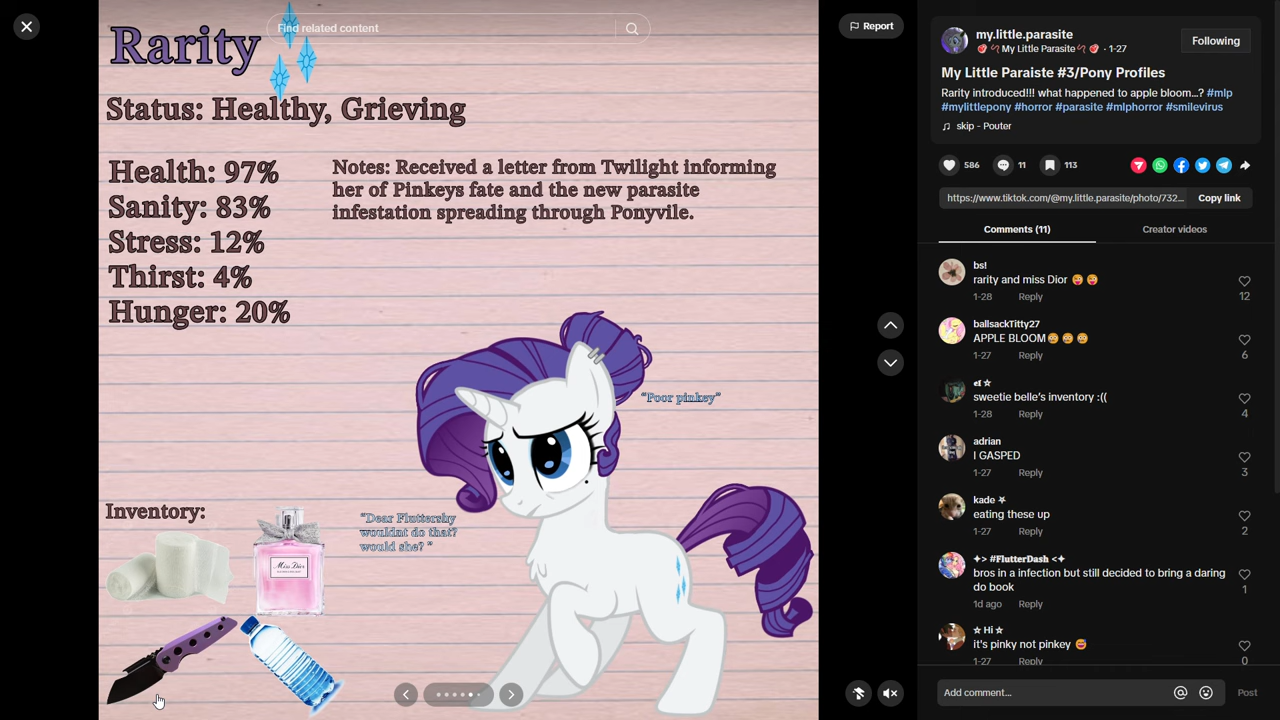 Rarity
Find related content
Status: Healthy, Grieving
Health: 97%
Sanity: 83%
Stress: 12%
Thirst: 4%
Hunger: 20%
Notes: Received a letter from Twilight informing
her of Pinkeys fate and the new parasite
infestation spreading through Ponyvile.
"Poor pinkey"
"Dear Fluttershy
wouldnt do that?
would she? "
Inventory:
Miss Dior
Report
my.little.parasite
My Little Parasite · 1-27
Following
My Little Paraiste #3/Pony Profiles
Rarity introduced!!! what happened to apple bloom...? #mlp
#mylittlepony #horror #parasite #mlphorror #smilevirus
skip - Pouter
586
11
113
https://www.tiktok.com/@my.little.parasite/photo/732...
Copy link
Comments (11)
Creator videos
bs!
rarity and miss Dior 😍😍
1-28
Reply
12
ballsackTitty27
APPLE BLOOM😳😳😳
1-27
Reply
6
el ☆
sweetie belle's inventory :((
1-28
Reply
4
adrian
I GASPED
1-27
Reply
3
kade ⛧
eating these up
1-27
Reply
2
✦> #FlutterDash <✦
bros in a infection but still decided to bring a daring
do book
1d ago
Reply
1
☆ Hi ☆
it's pinky not pinkey 😅
1-27
Reply
0
Add comment...
Post